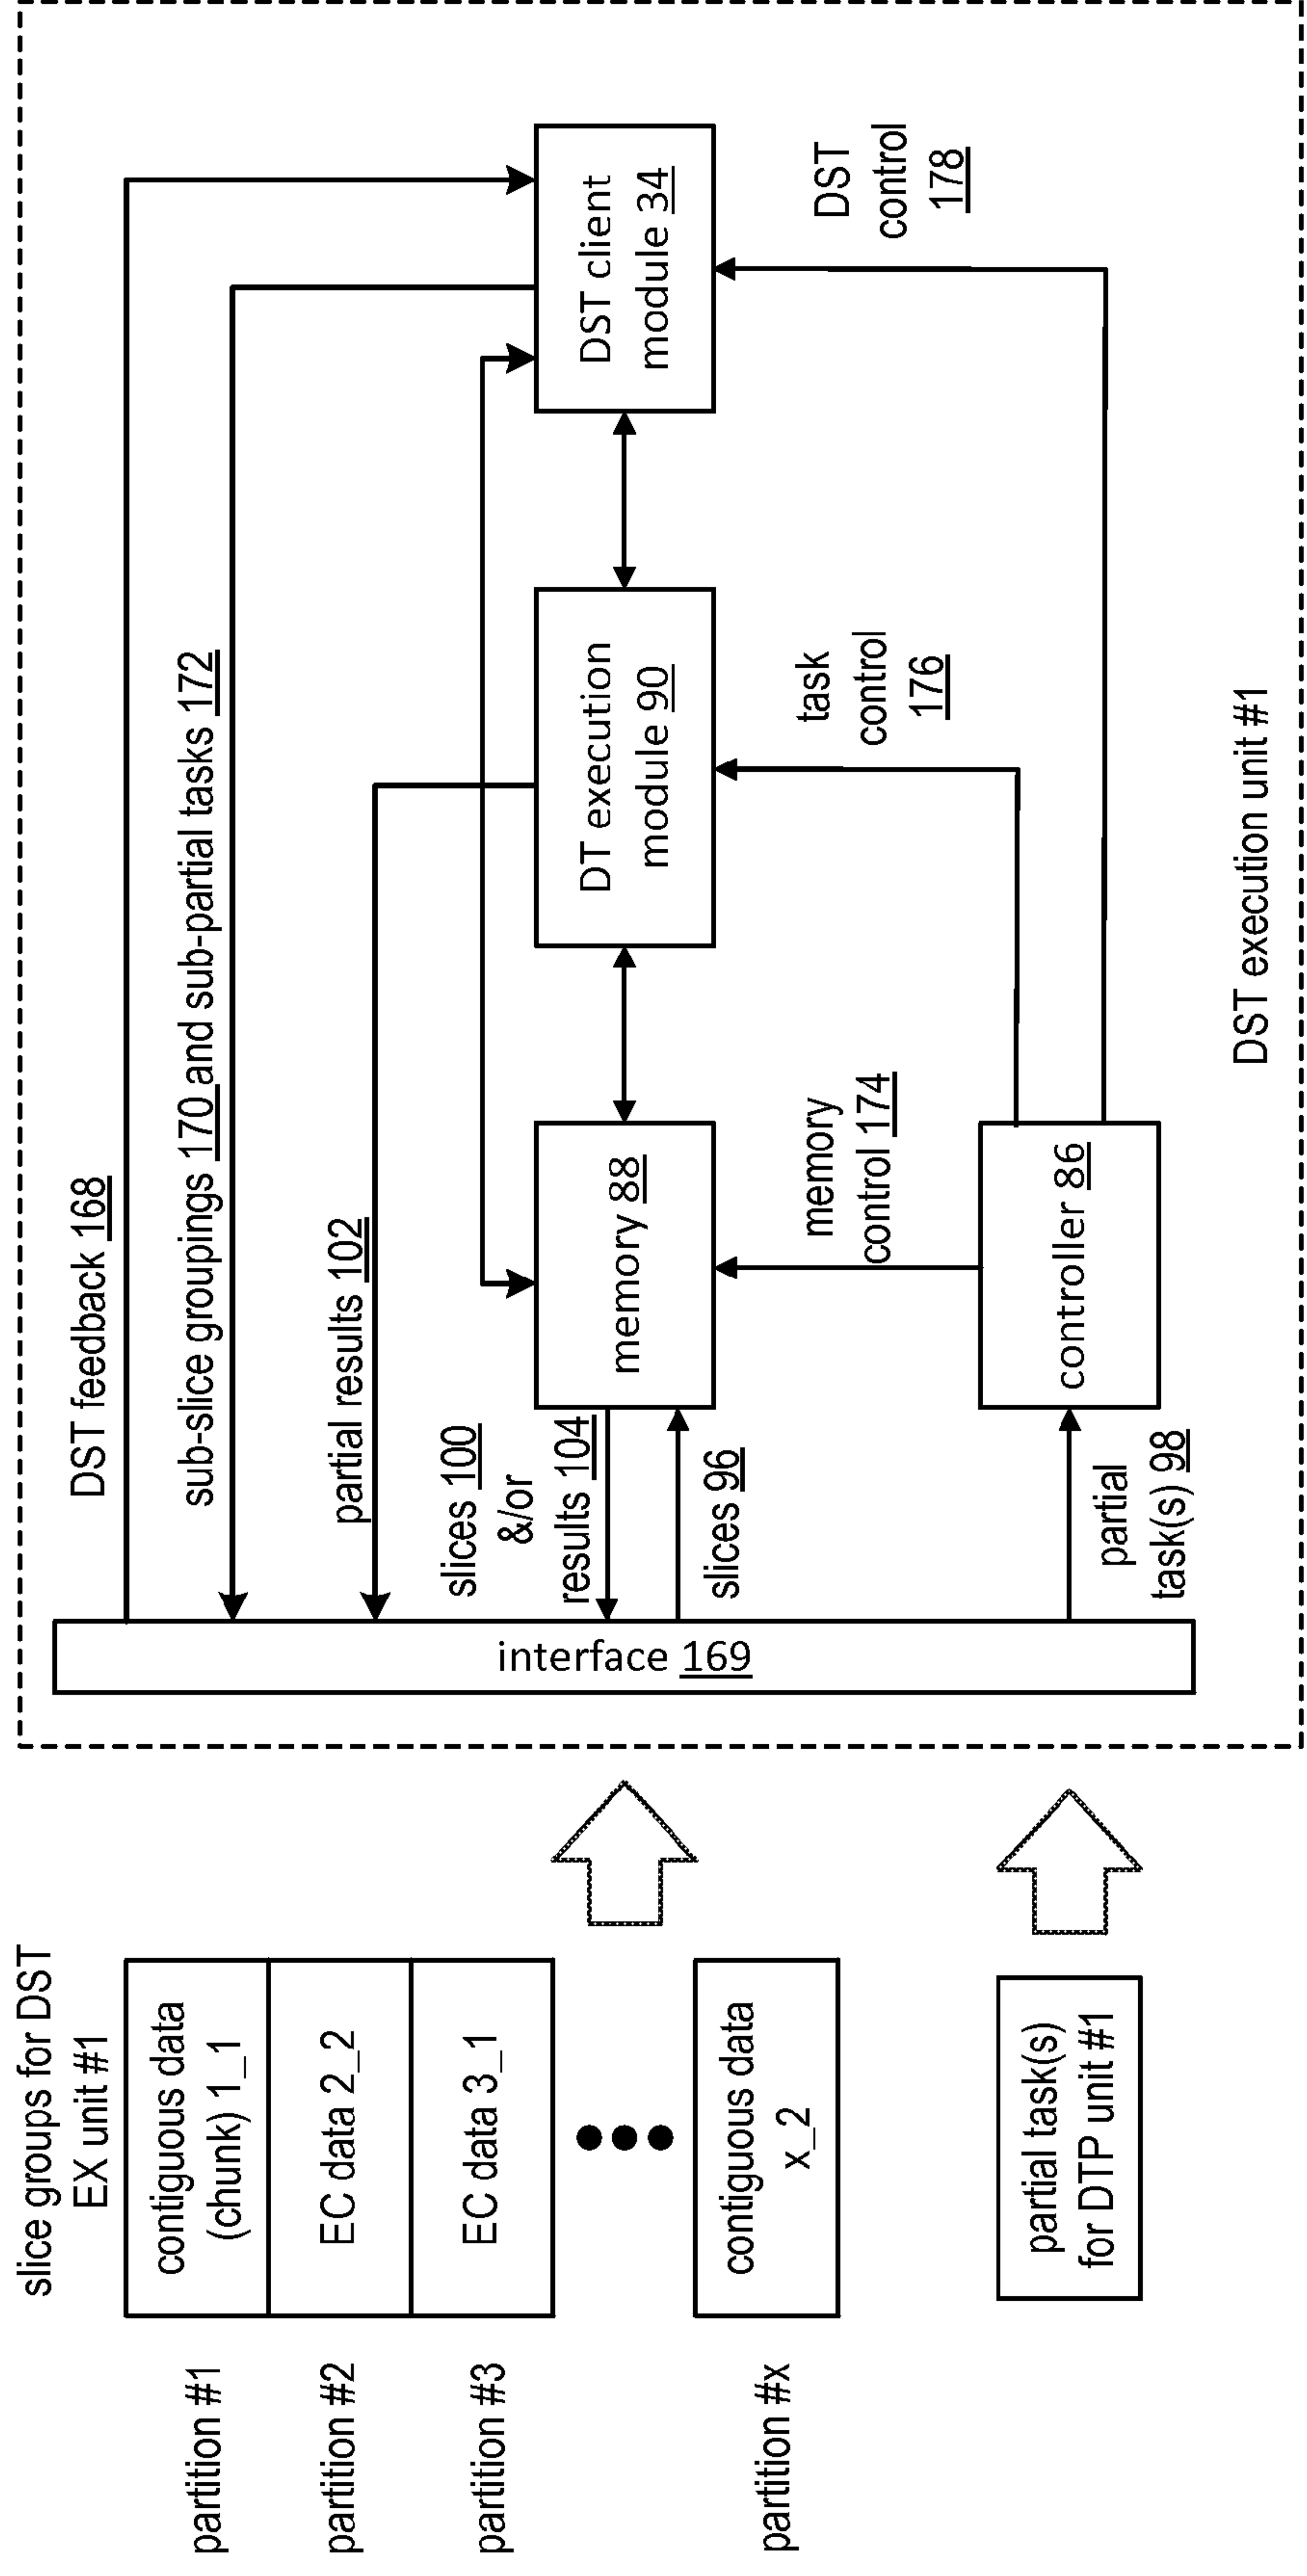 slice groups for DST
EX unit #1
partition #1
contiguous data
(chunk) 1_1
partition #2
EC data 2_2
partition #3
EC data 3_1
partition #x
contiguous data
x_2
partial task(s)
for DTP unit #1
interface 169
DST feedback 168
sub-slice groupings 170 and sub-partial tasks 172
partial results 102
slices 100
&/or
results 104
slices 96
partial
task(s) 98
memory 88
DT execution
module 90
DST client
module 34
memory
control 174
task
control
176
DST
control
178
controller 86
DST execution unit #1